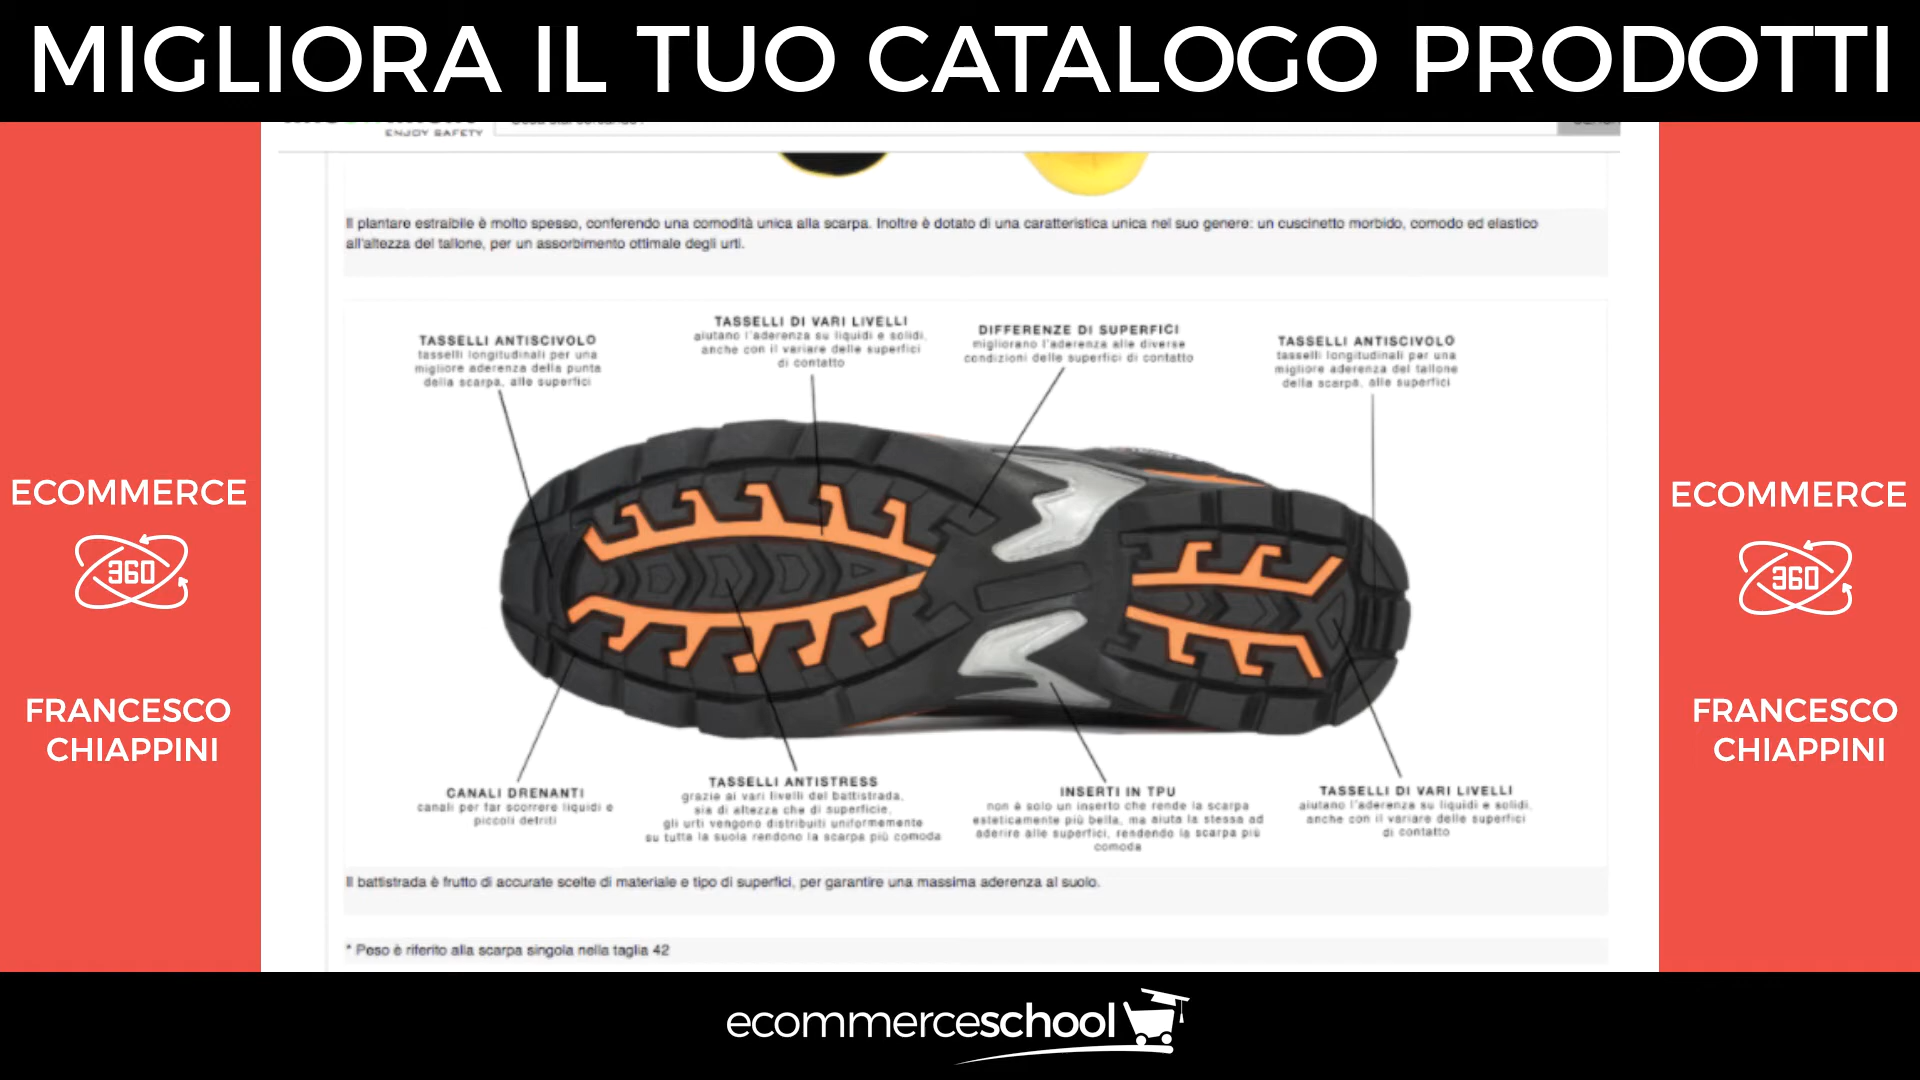 MIGLIORA IL TUO CATALOGO PRODOTTI
ENJOY SAFETY
Il plantare estraibile è molto spesso, conferendo una comodità unica alla scarpa. Inoltre è dotato di una caratteristica unica nel suo genere: un cuscinetto morbido, comodo ed elastico
all'altezza del tallone, per un assorbimento ottimale degli urti.
TASSELLI ANTISCIVOLO
tasselli longitudinali per una
migliore aderenza della punta
della scarpa, alle superfici
TASSELLI DI VARI LIVELLI
aiutano l'aderenza su liquidi e solidi,
anche con il variare delle superfici
di contatto
DIFFERENZE DI SUPERFICI
migliorano l'aderenza alle diverse
condizioni delle superfici di contatto
TASSELLI ANTISCIVOLO
tasselli longitudinali per una
migliore aderenza del tallone
della scarpa, alle superfici
CANALI DRENANTI
canali per far scorrere liquidi e
piccoli detriti
TASSELLI ANTISTRESS
grazie ai vari livelli del battistrada,
sia di altezza che di superficie,
gli urti vengono distribuiti uniformemente
su tutta la suola rendono la scarpa più comoda
INSERTI IN TPU
non è solo un inserto che rende la scarpa
esteticamente più bella, ma aiuta la stessa ad
aderire alle superfici, rendendo la scarpa più
comoda
TASSELLI DI VARI LIVELLI
aiutano l'aderenza su liquidi e solidi,
anche con il variare delle superfici
di contatto
Il battistrada è frutto di accurate scelte di materiale e tipo di superfici, per garantire una massima aderenza al suolo.
* Peso è riferito alla scarpa singola nella taglia 42
ECOMMERCE
360
FRANCESCO
CHIAPPINI
ECOMMERCE
360
FRANCESCO
CHIAPPINI
ecommerceschool